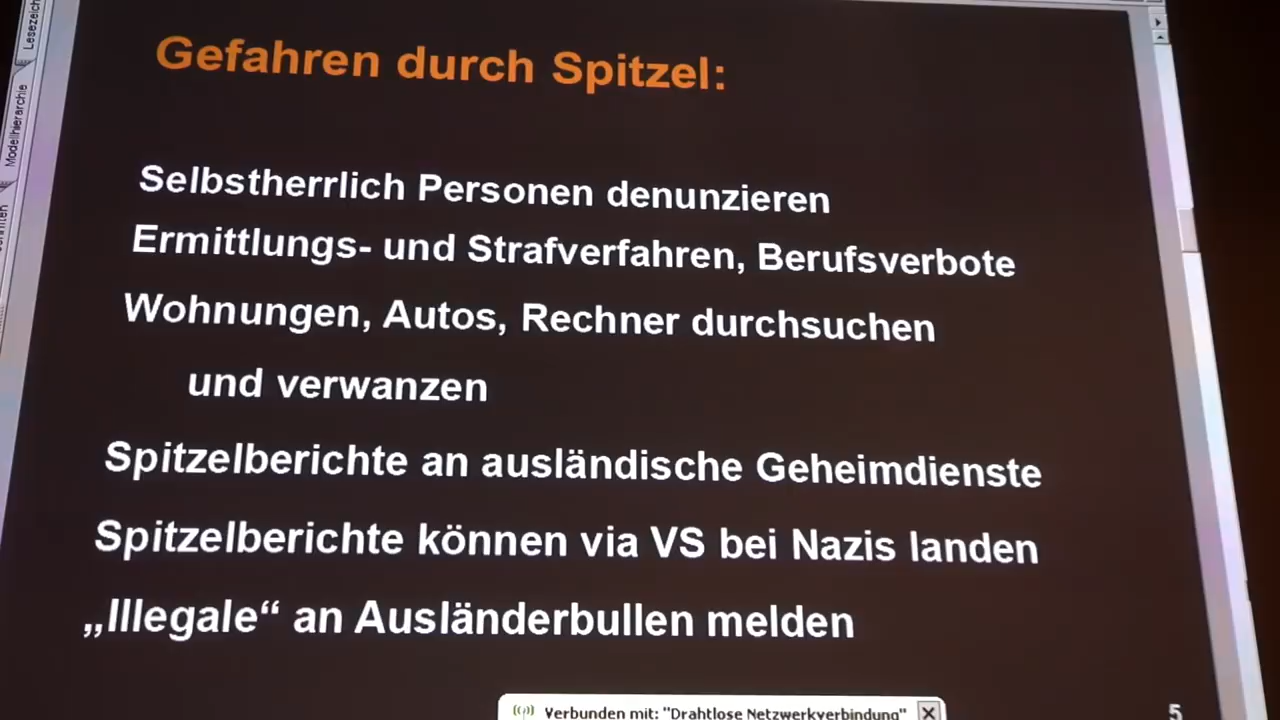 Gefahren durch Spitzel:
Selbstherrlich Personen denunzieren
Ermittlungs- und Strafverfahren, Berufsverbote
Wohnungen, Autos, Rechner durchsuchen
und verwanzen
Spitzelberichte an ausländische Geheimdienste
Spitzelberichte können via VS bei Nazis landen
„Illegale“ an Ausländerbullen melden
Verbunden mit: "Drahtlose Netzwerkverbindung"
5
Modellhierarchie